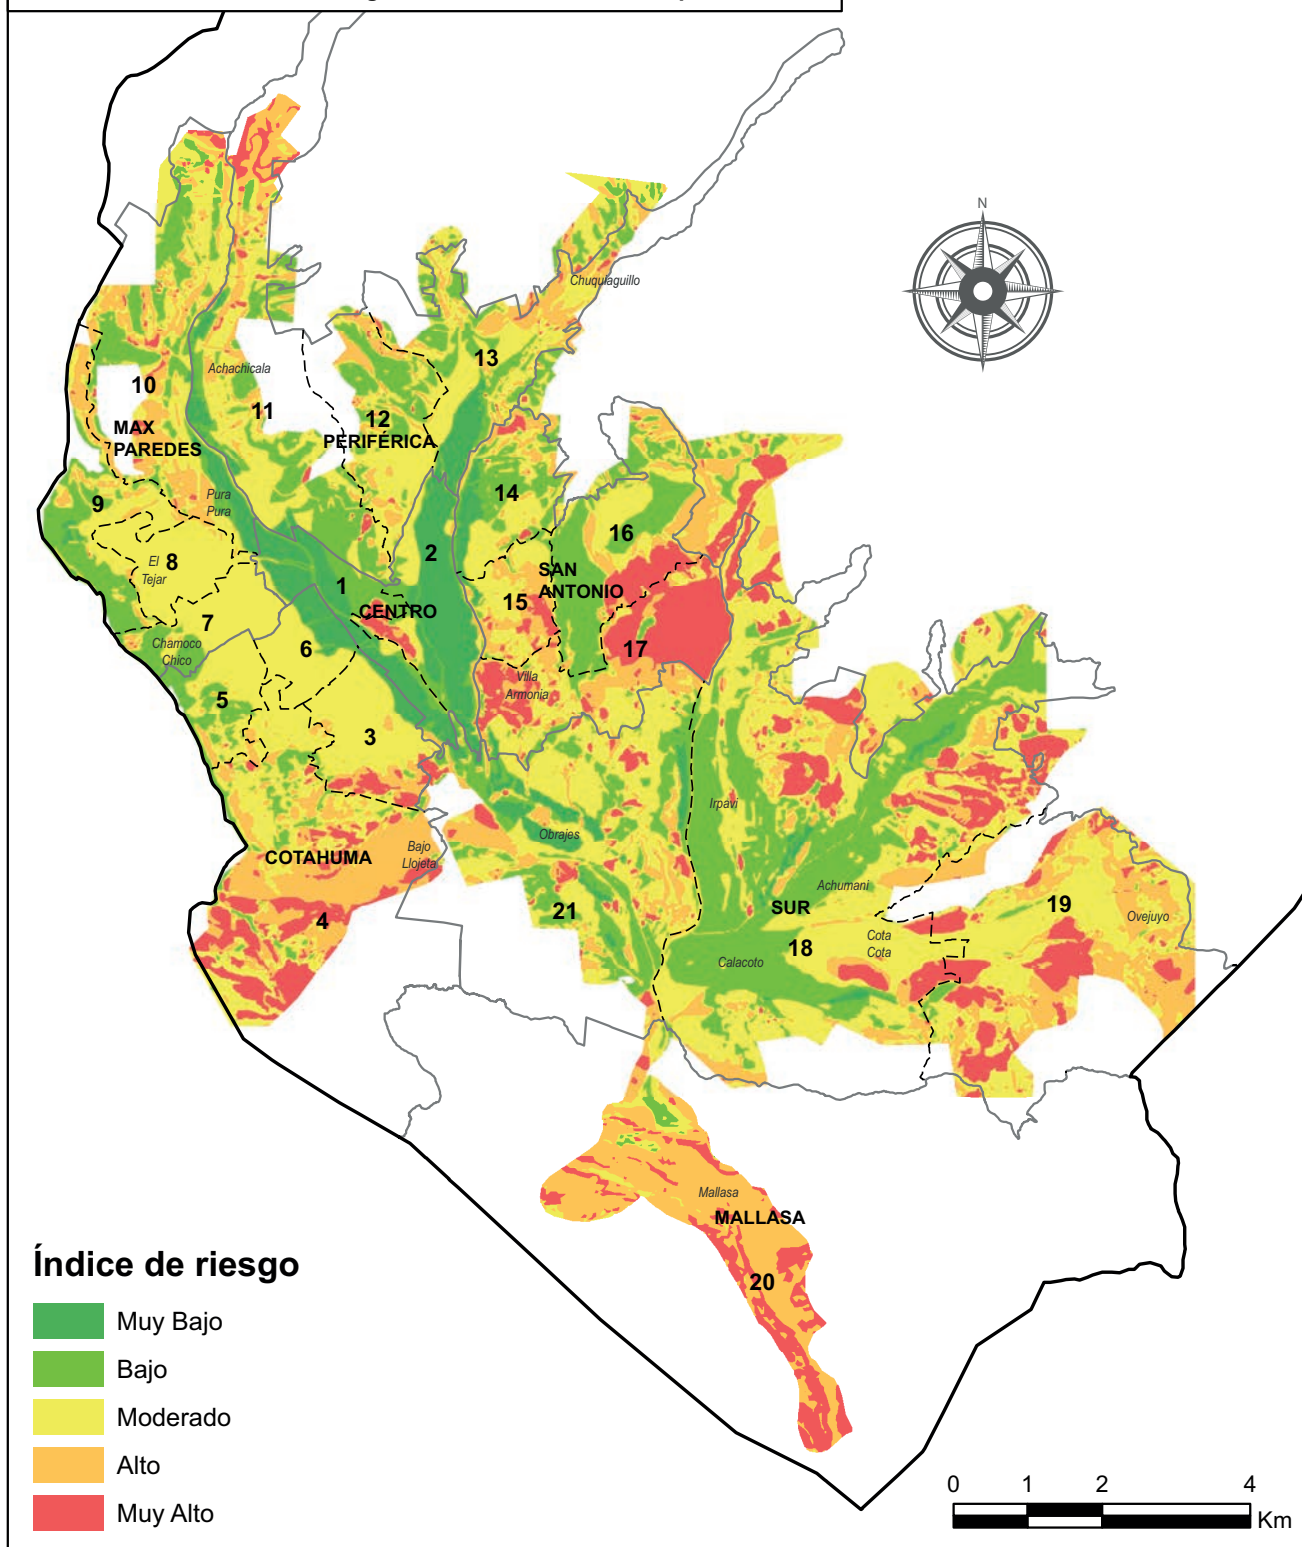 N
Chuquiaguillo
13
Achachicala
10
11
12
MAX
PAREDES
PERIFÉRICA
9
Pura
Pura
14
16
2
8
El
Tejar
SAN
ANTONIO
1
15
CENTRO
7
6
17
Chamoco
Chico
Villa
Armonia
5
3
Irpavi
Obrajes
Bajo
Llojeta
COTAHUMA
Achumani
4
21
SUR
19
Ovejuyo
18
Cota
Cota
Calacoto
Mallasa
MALLASA
20
Índice de riesgo
Muy Bajo
Bajo
Moderado
Alto
Muy Alto
0 1 2 4
Km